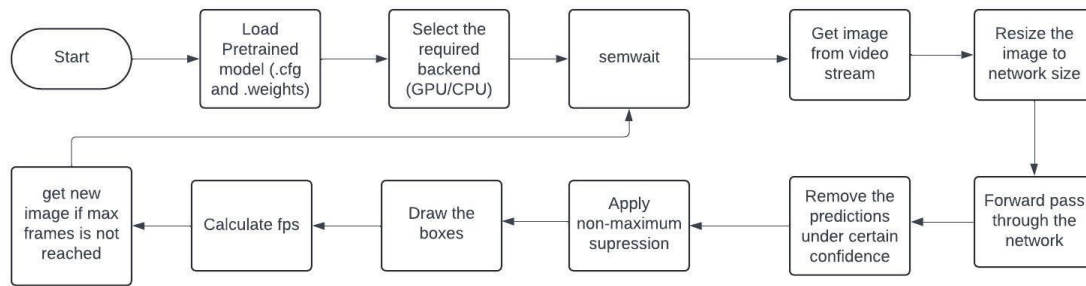 Start
Load
Pretrained
model (.cfg
and .weights)
Select the
required
backend
(GPU/CPU)
semwait
Get image
from video
stream
Resize the
image to
network size
Forward pass
through the
network
Remove the
predictions
under certain
confidence
Apply
non-maximum
supression
Draw the
boxes
Calculate fps
get new
image if max
frames is not
reached